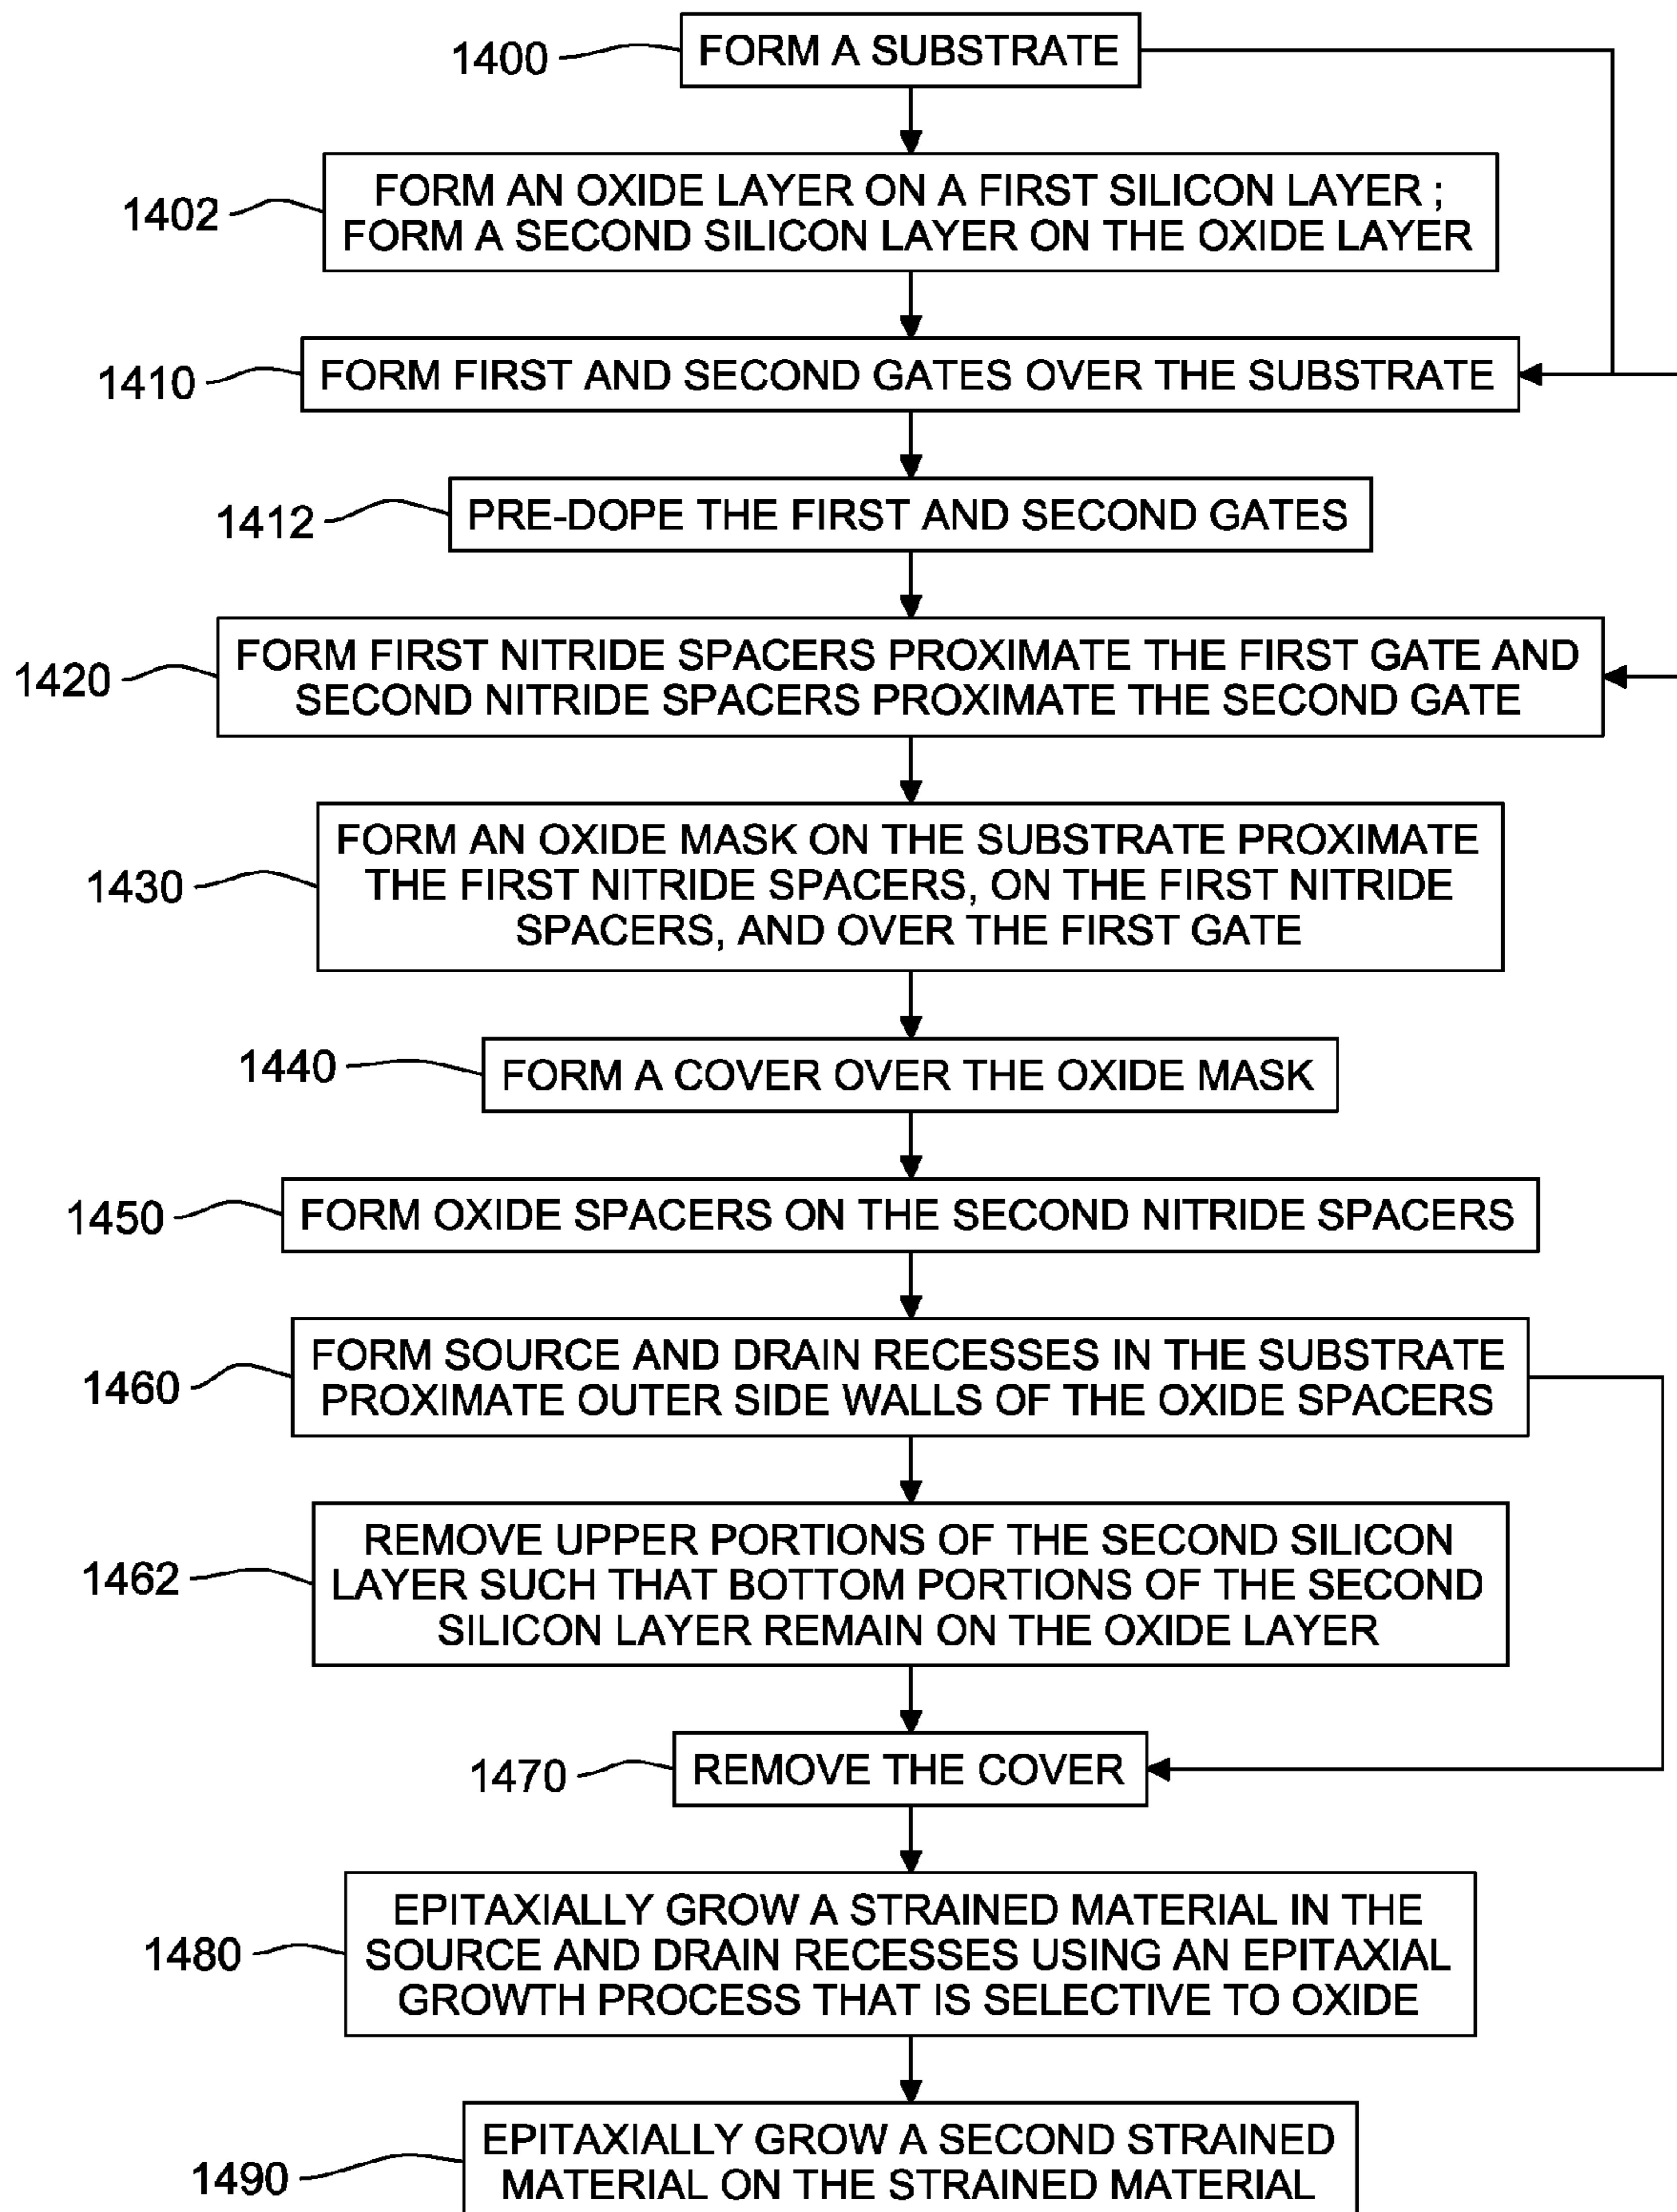 1400
FORM A SUBSTRATE
1402
FORM AN OXIDE LAYER ON A FIRST SILICON LAYER ;
FORM A SECOND SILICON LAYER ON THE OXIDE LAYER
1410
FORM FIRST AND SECOND GATES OVER THE SUBSTRATE
1412
PRE-DOPE THE FIRST AND SECOND GATES
1420
FORM FIRST NITRIDE SPACERS PROXIMATE THE FIRST GATE AND
SECOND NITRIDE SPACERS PROXIMATE THE SECOND GATE
1430
FORM AN OXIDE MASK ON THE SUBSTRATE PROXIMATE
THE FIRST NITRIDE SPACERS, ON THE FIRST NITRIDE
SPACERS, AND OVER THE FIRST GATE
1440
FORM A COVER OVER THE OXIDE MASK
1450
FORM OXIDE SPACERS ON THE SECOND NITRIDE SPACERS
1460
FORM SOURCE AND DRAIN RECESSES IN THE SUBSTRATE
PROXIMATE OUTER SIDE WALLS OF THE OXIDE SPACERS
1462
REMOVE UPPER PORTIONS OF THE SECOND SILICON
LAYER SUCH THAT BOTTOM PORTIONS OF THE SECOND
SILICON LAYER REMAIN ON THE OXIDE LAYER
1470
REMOVE THE COVER
1480
EPITAXIALLY GROW A STRAINED MATERIAL IN THE
SOURCE AND DRAIN RECESSES USING AN EPITAXIAL
GROWTH PROCESS THAT IS SELECTIVE TO OXIDE
1490
EPITAXIALLY GROW A SECOND STRAINED
MATERIAL ON THE STRAINED MATERIAL